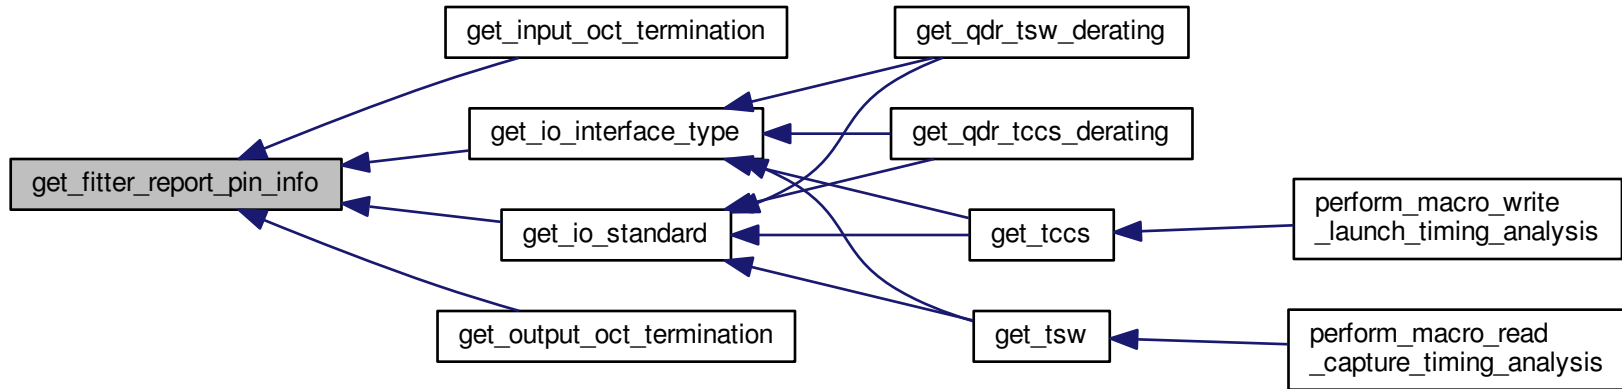 get_input_oct_termination
get_qdr_tsw_derating
get_io_interface_type
get_qdr_tccs_derating
get_fitter_report_pin_info
get_io_standard
get_tccs
perform_macro_write
_launch_timing_analysis
get_output_oct_termination
get_tsw
perform_macro_read
_capture_timing_analysis